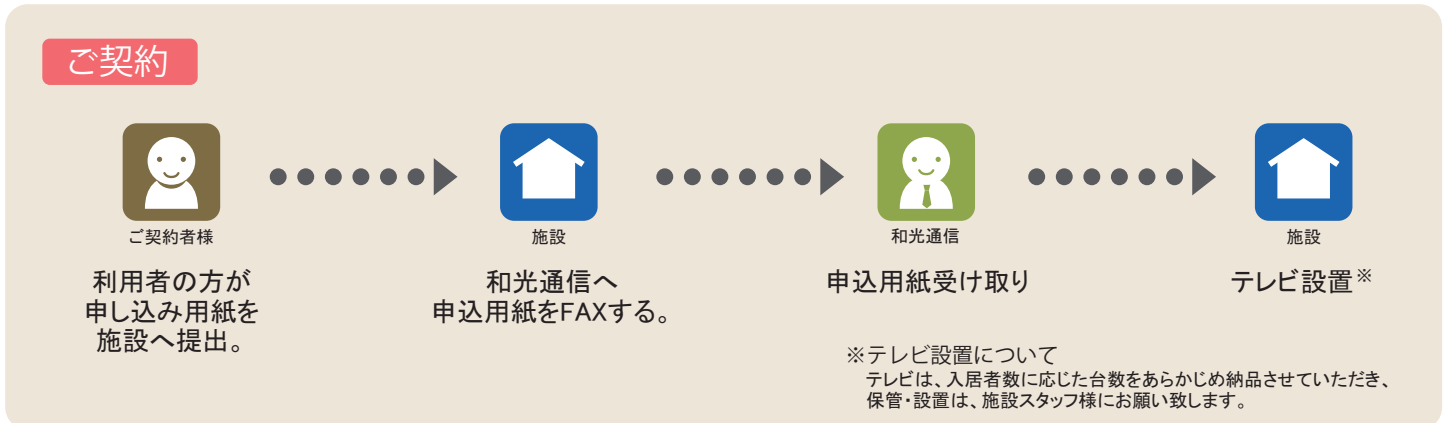 ご契約
ご契約者様
利用者の方が
申し込み用紙を
施設へ提出。
施設
和光通信へ
申込用紙をFAXする。
和光通信
申込用紙受け取り
施設
テレビ設置※
※テレビ設置について
テレビは、入居者数に応じた台数をあらかじめ納品させていただき、
保管・設置は、施設スタッフ様にお願い致します。